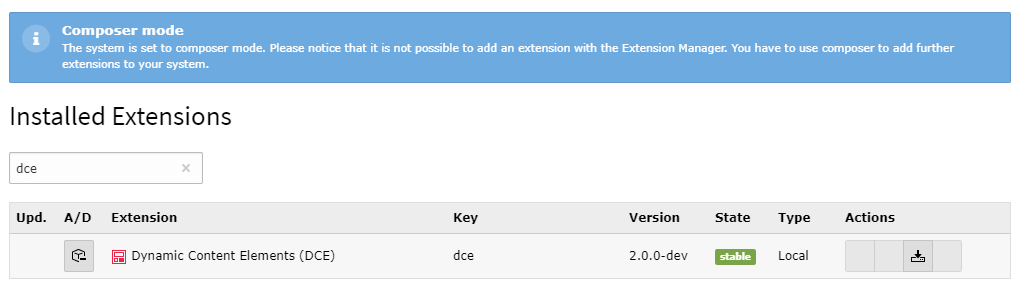 Composer mode
The system is set to composer mode. Please notice that it is not possible to add an extension with the Extension Manager. You have to use composer to add further
extensions to your system.
Installed Extensions
dce
Upd. A/D Extension Key Version State Type Actions
Dynamic Content Elements (DCE) dce 2.0.0-dev stable Local